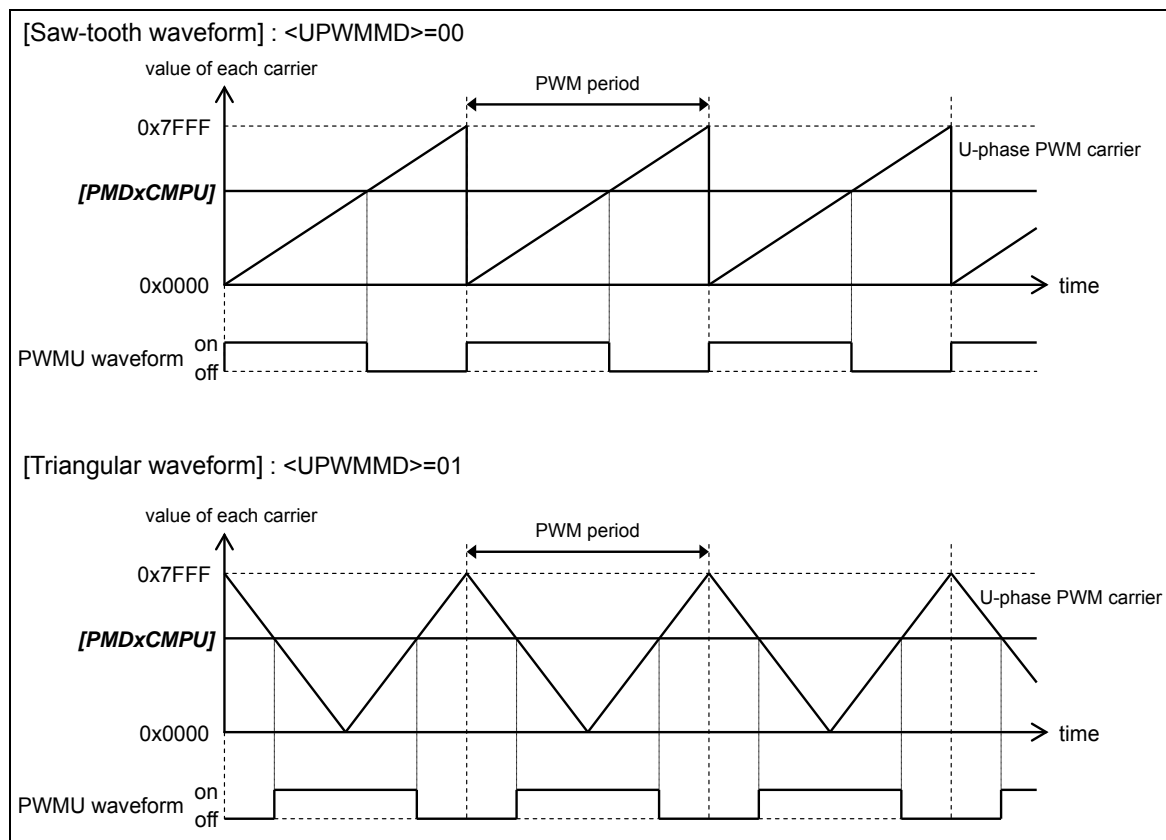 [Saw-tooth waveform] : <UPWMMD>=00
value of each carrier
PWM period
0x7FFF
U-phase PWM carrier
[PMDxCMPU]
0x0000
time
PWMU waveform
on
off
[Triangular waveform] : <UPWMMD>=01
value of each carrier
PWM period
0x7FFF
U-phase PWM carrier
[PMDxCMPU]
0x0000
time
PWMU waveform
on
off